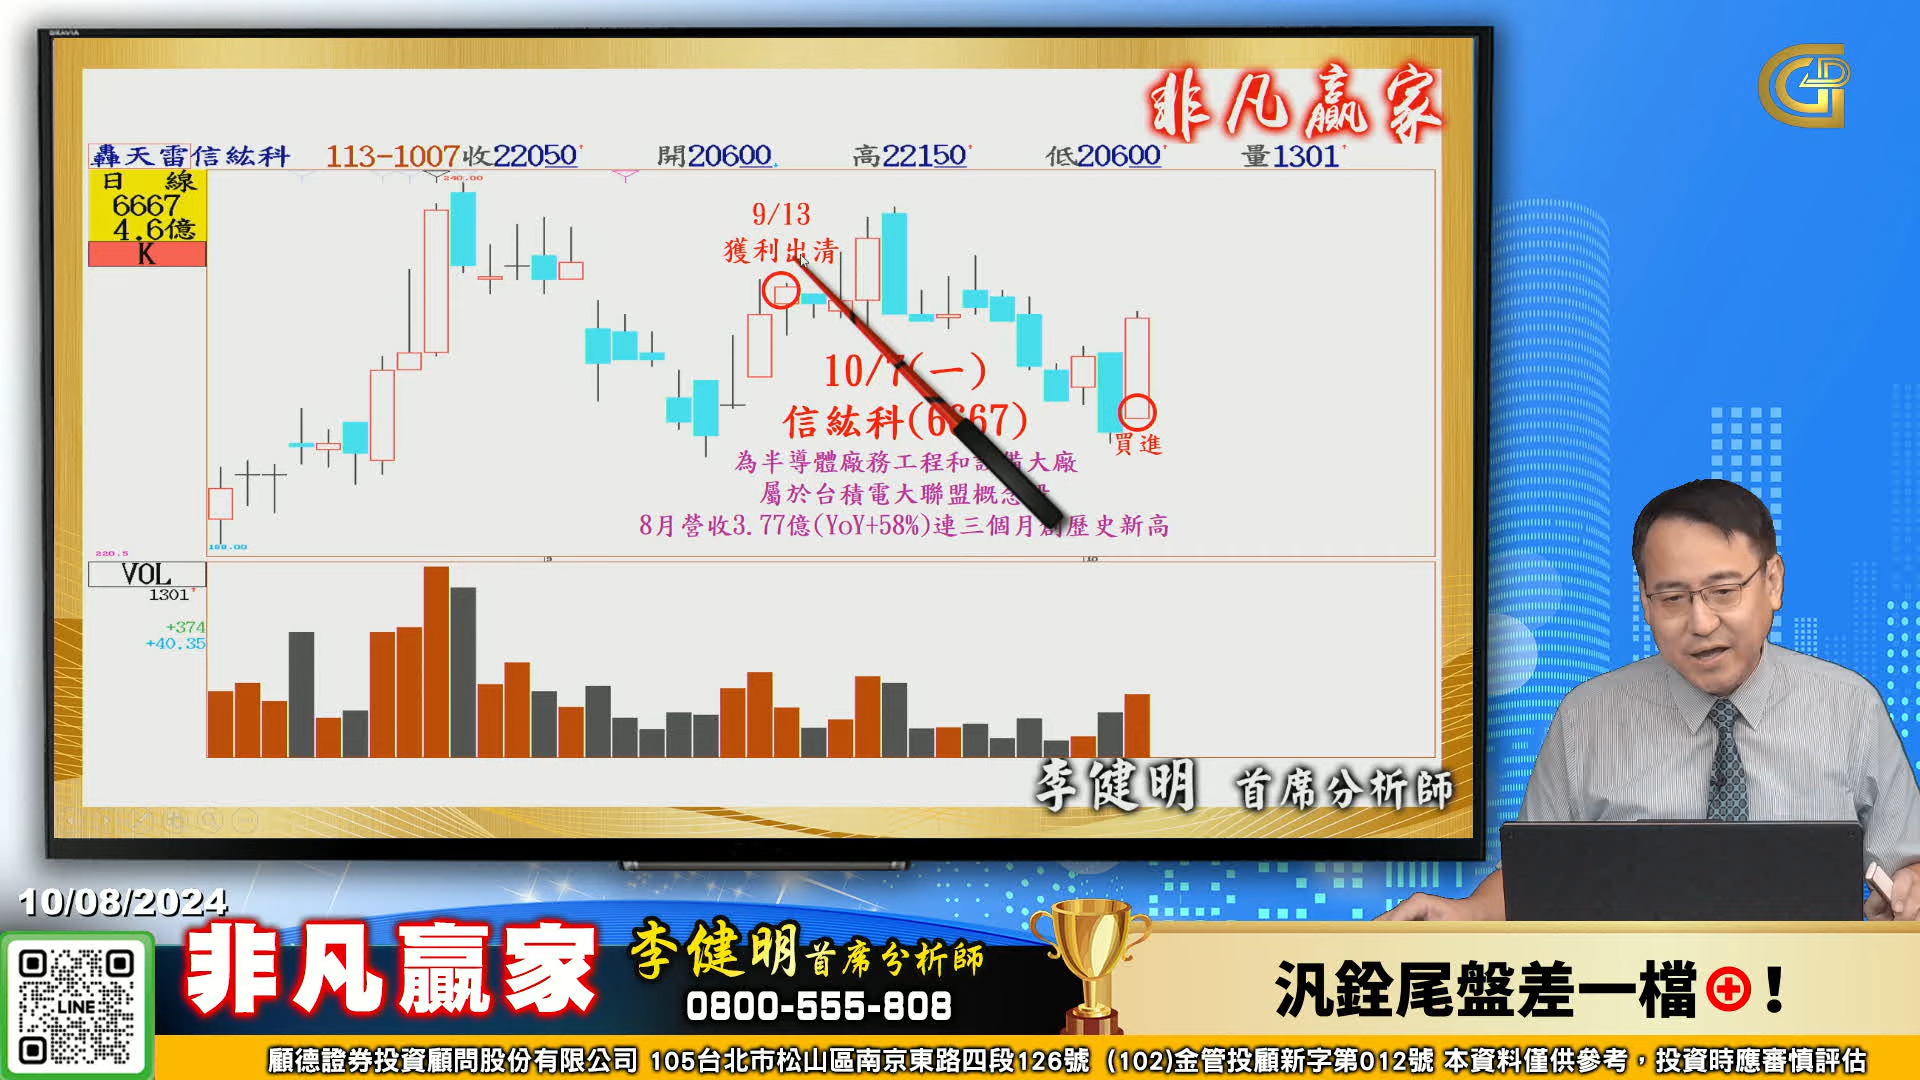 BRAVIA
非凡贏家
轟天雷信紘科 113-1007收22050 開20600 高22150 低20600 量1301
日 線
6667
4.6億
K
240.00
9/13
獲利出清
10/7(一)
信紘科(6667)
買進
為半導體廠務工程和設備大廠
屬於台積電大聯盟概念股
8月營收3.77億(YoY+58%)連三個月創歷史新高
188.00
220.5
9
10
VOL
1301
+374
+40.35
李健明 首席分析師
10/08/2024
非凡贏家
李健明首席分析師
0800-555-808
LINE
汎銓尾盤差一檔!
顧德證券投資顧問股份有限公司 105台北市松山區南京東路四段126號 (102)金管投顧新字第012號 本資料僅供參考,投資時應審慎評估